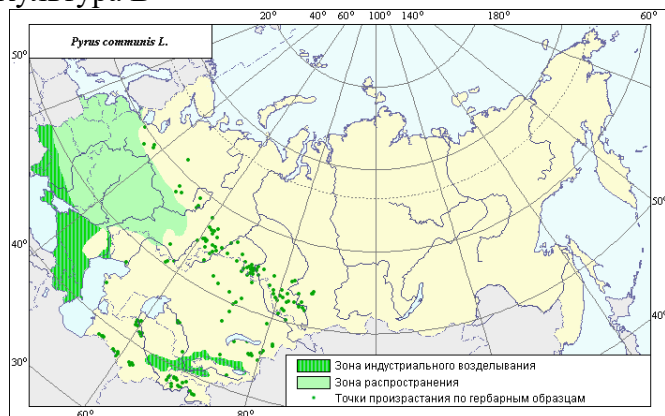 20° 40° 60° 100° 140° 180° 60°
Pyrus communis L.
50°
50°
40°
40°
30°
Зона индустриального возделывания
Зона распространения
Точки произрастания по гербарным образцам
60° 80°